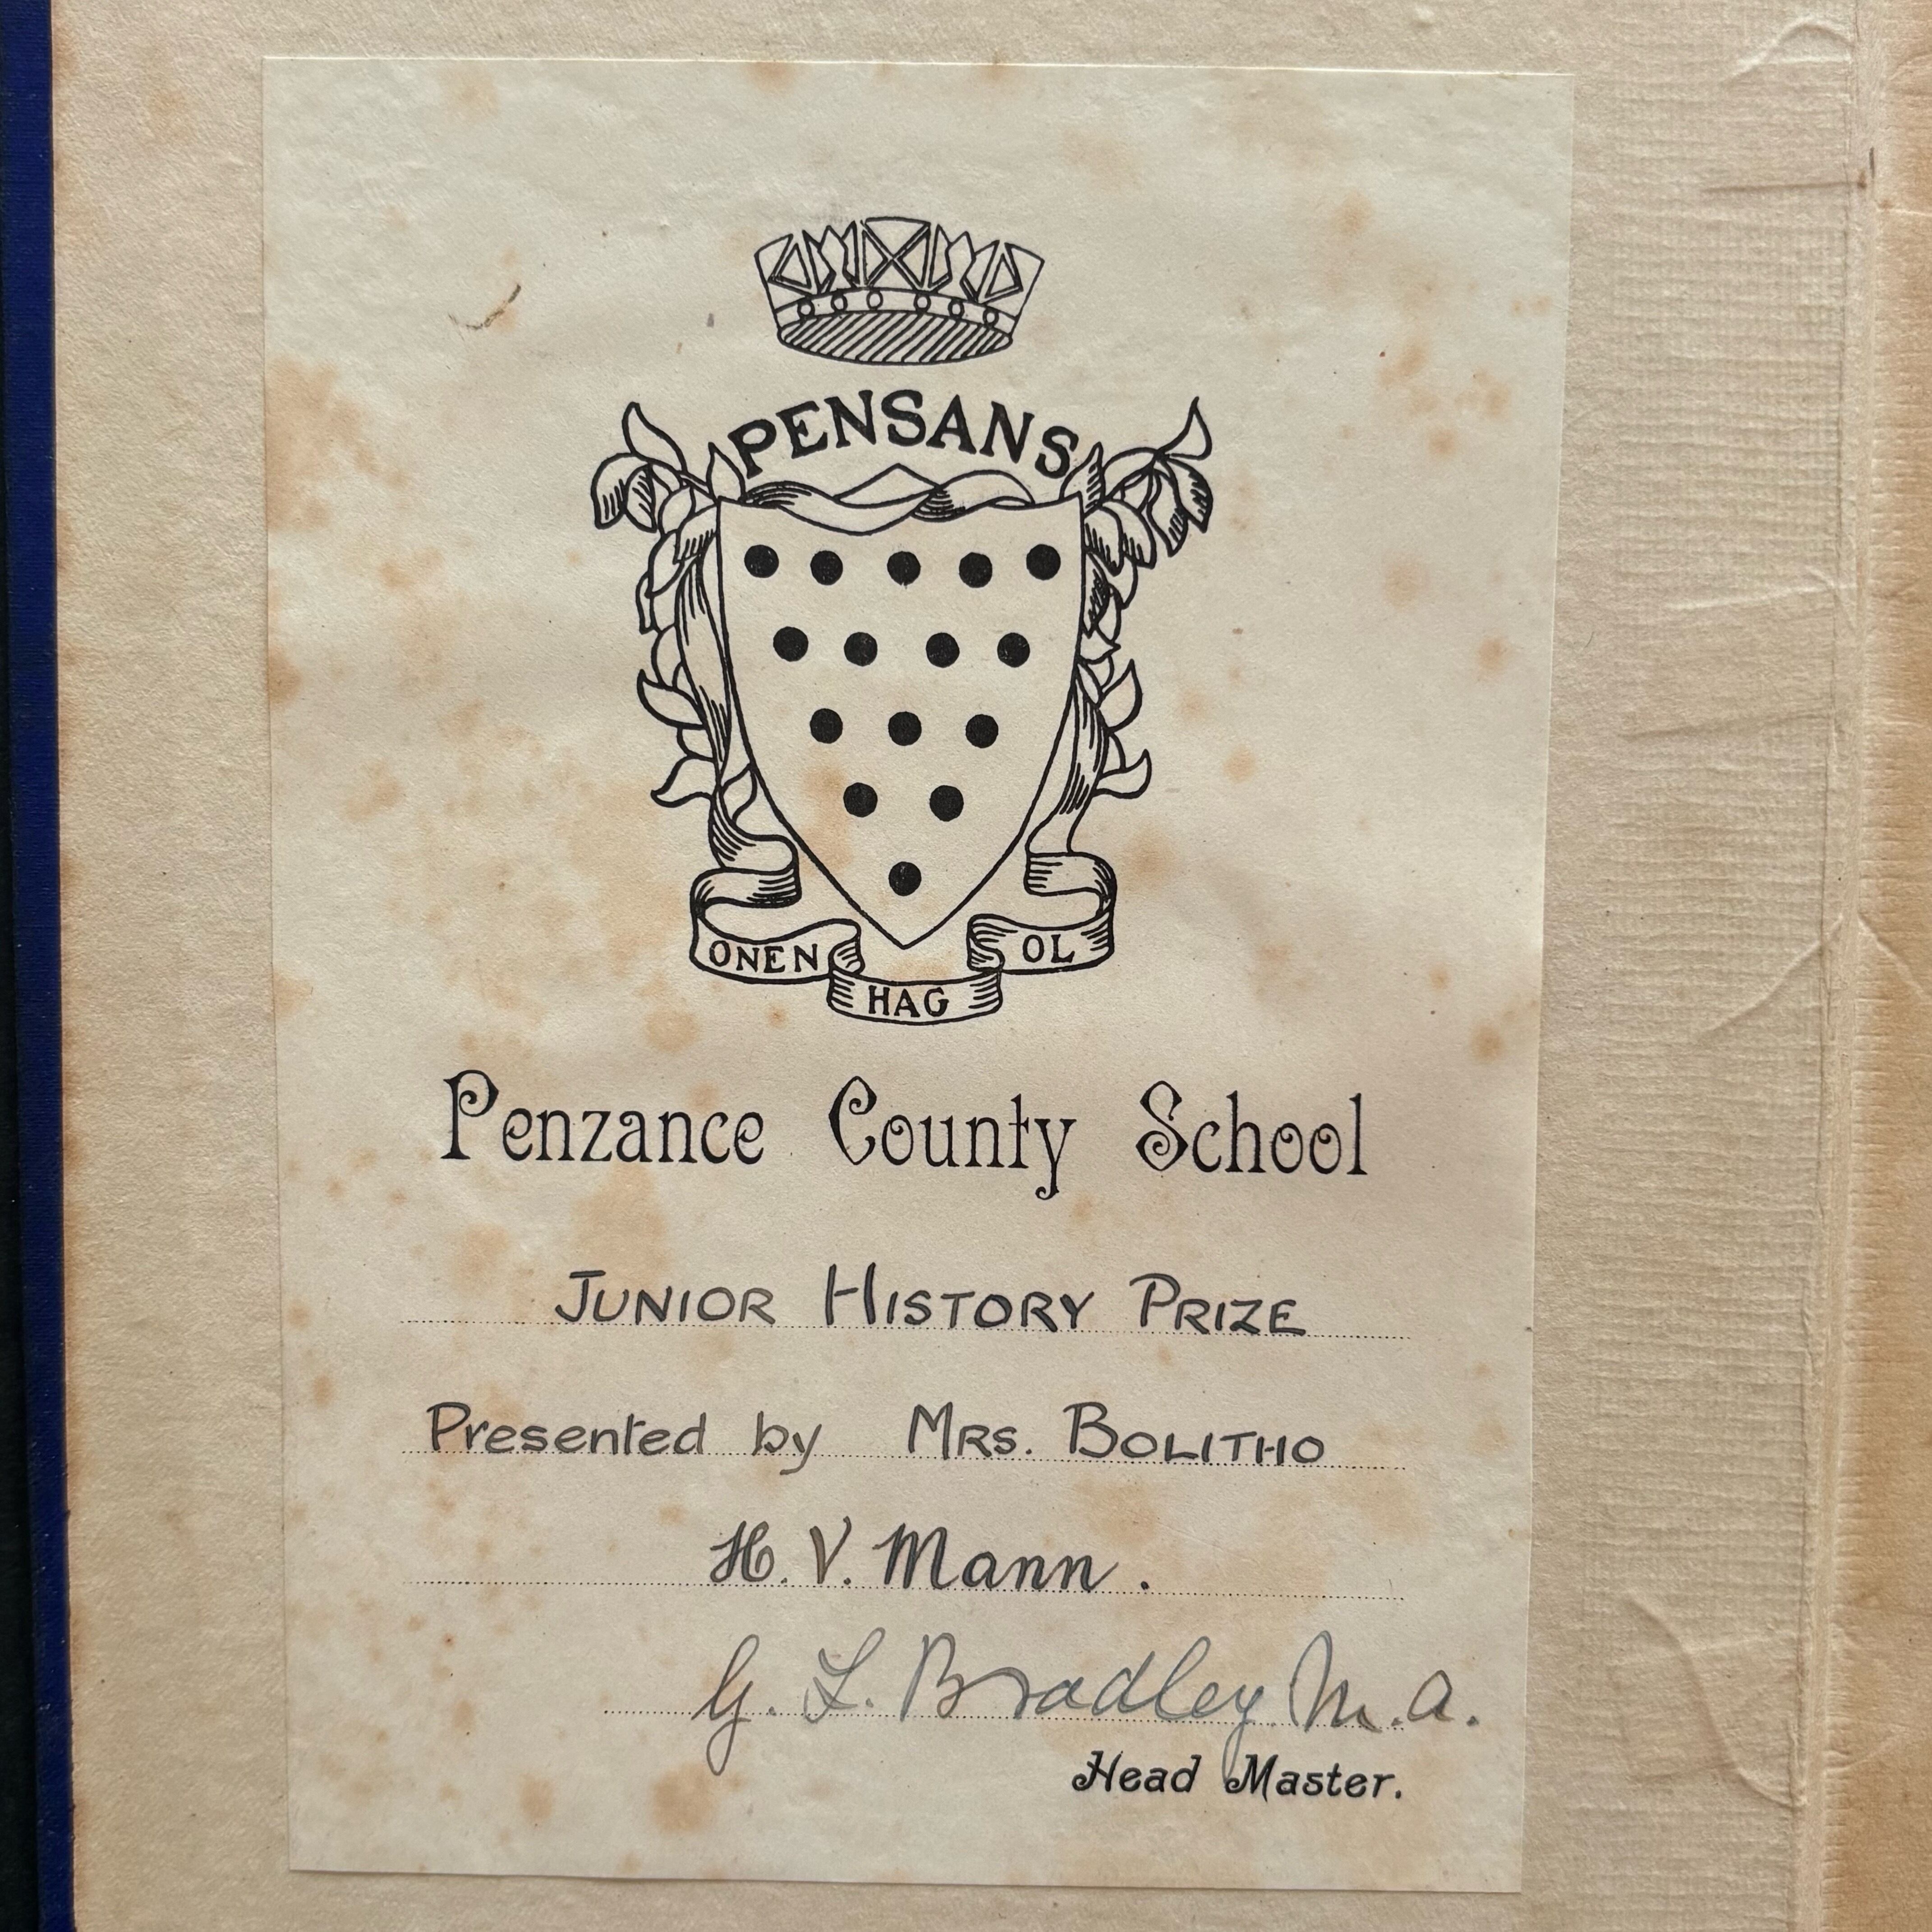 PENSANS
ONEN HAG OL
Penzance County School
JUNIOR HISTORY PRIZE
Presented by MRS. BOLITHO
H. V. Mann.
G. L. Bradley M.A.
Head Master.